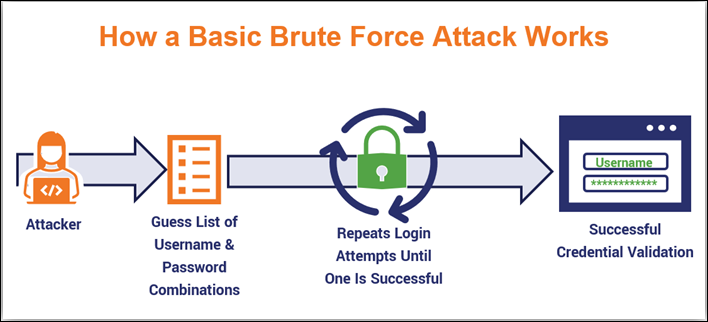 How a Basic Brute Force Attack Works
</>
Attacker
Guess List of
Username &
Password
Combinations
Repeats Login
Attempts Until
One Is Successful
Username
************
Successful
Credential Validation